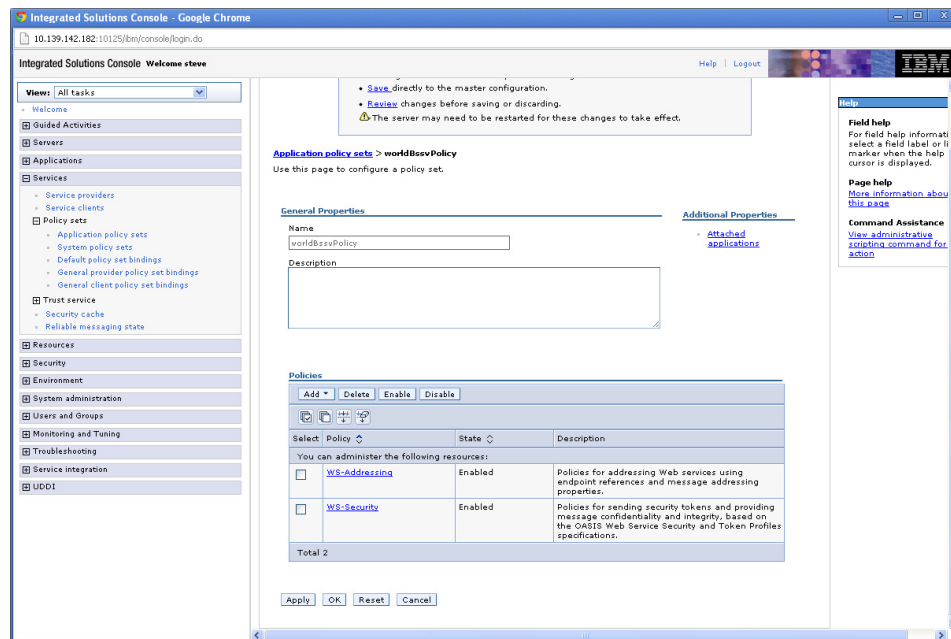 Integrated Solutions Console - Google Chrome
10.139.142.182:10125/ibm/console/login.do
Integrated Solutions Console Welcome steve
Help | Logout
IBM
View: All tasks
Welcome
Guided Activities
Servers
Applications
Services
Service providers
Service clients
Policy sets
Application policy sets
System policy sets
Default policy set bindings
General provider policy set bindings
General client policy set bindings
Trust service
Security cache
Reliable messaging state
Resources
Security
Environment
System administration
Users and Groups
Monitoring and Tuning
Troubleshooting
Service integration
UDDI
Save directly to the master configuration.
Review changes before saving or discarding.
The server may need to be restarted for these changes to take effect.
Application policy sets > worldBssvPolicy
Use this page to configure a policy set.
General Properties
Name
worldBssvPolicy
Description
Additional Properties
Attached
applications
Policies
Add Delete Enable Disable
Select Policy State Description
You can administer the following resources:
WS-Addressing Enabled Policies for addressing Web services using
endpoint references and message addressing
properties.
WS-Security Enabled Policies for sending security tokens and providing
message confidentiality and integrity, based on
the OASIS Web Service Security and Token Profiles
specifications.
Total 2
Apply OK Reset Cancel
Help
Field help
For field help informati
select a field label or li
marker when the help
cursor is displayed.
Page help
More information abou
this page
Command Assistance
View administrative
scripting command for
action